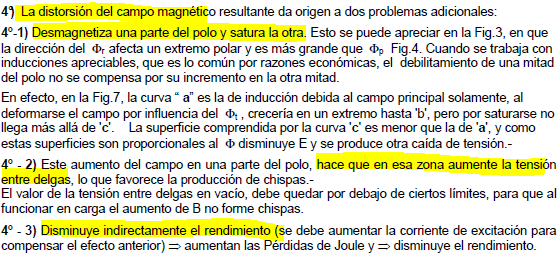 4º) La distorsión del campo magnético resultante da origen a dos problemas adicionales:
4º-1) Desmagnetiza una parte del polo y satura la otra. Esto se puede apreciar en la Fig.3, en que
la dirección del Φr afecta un extremo polar y es más grande que Φp Fig.4. Cuando se trabaja con
inducciones apreciables, que es lo común por razones económicas, el debilitamiento de una mitad
del polo no se compensa por su incremento en la otra mitad.
En efecto, en la Fig.7, la curva “ a” es la de inducción debida al campo principal solamente, al
deformarse el campo por influencia del Φt , crecería en un extremo hasta 'b', pero por saturarse no
llega más allá de 'c'. La superficie comprendida por la curva 'c' es menor que la de 'a', y como
estas superficies son proporcionales al Φ disminuye E y se produce otra caída de tensión.-
4º - 2) Este aumento del campo en una parte del polo, hace que en esa zona aumente la tensión
entre delgas, lo que favorece la producción de chispas.-
El valor de la tensión entre delgas en vacío, debe quedar por debajo de ciertos límites, para que al
funcionar en carga el aumento de B no forme chispas.
4º - 3) Disminuye indirectamente el rendimiento (se debe aumentar la corriente de excitación para
compensar el efecto anterior) ⇒ aumentan las Pérdidas de Joule y ⇒ disminuye el rendimiento.